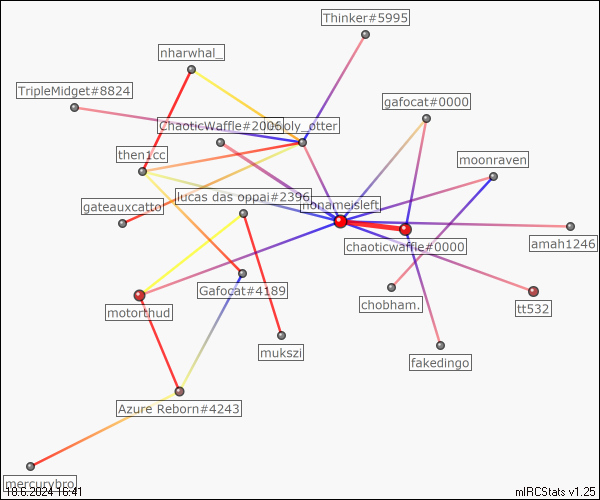 Thinker#5995
nharwhal_
TripleMidget#8824
gafocat#0000
ChaoticWaffle#2006
holy_otter
then1cc
moonraven
lucas das oppai#2396
nonameisleft
gateauxcatto
chaoticwaffle#0000
amah1246
Gafocat#4189
chobham.
tt532
motorthud
mukszi
fakedingo
Azure Reborn#4243
mercurybro
10.6.2024 16:41
mIRCStats v1.25